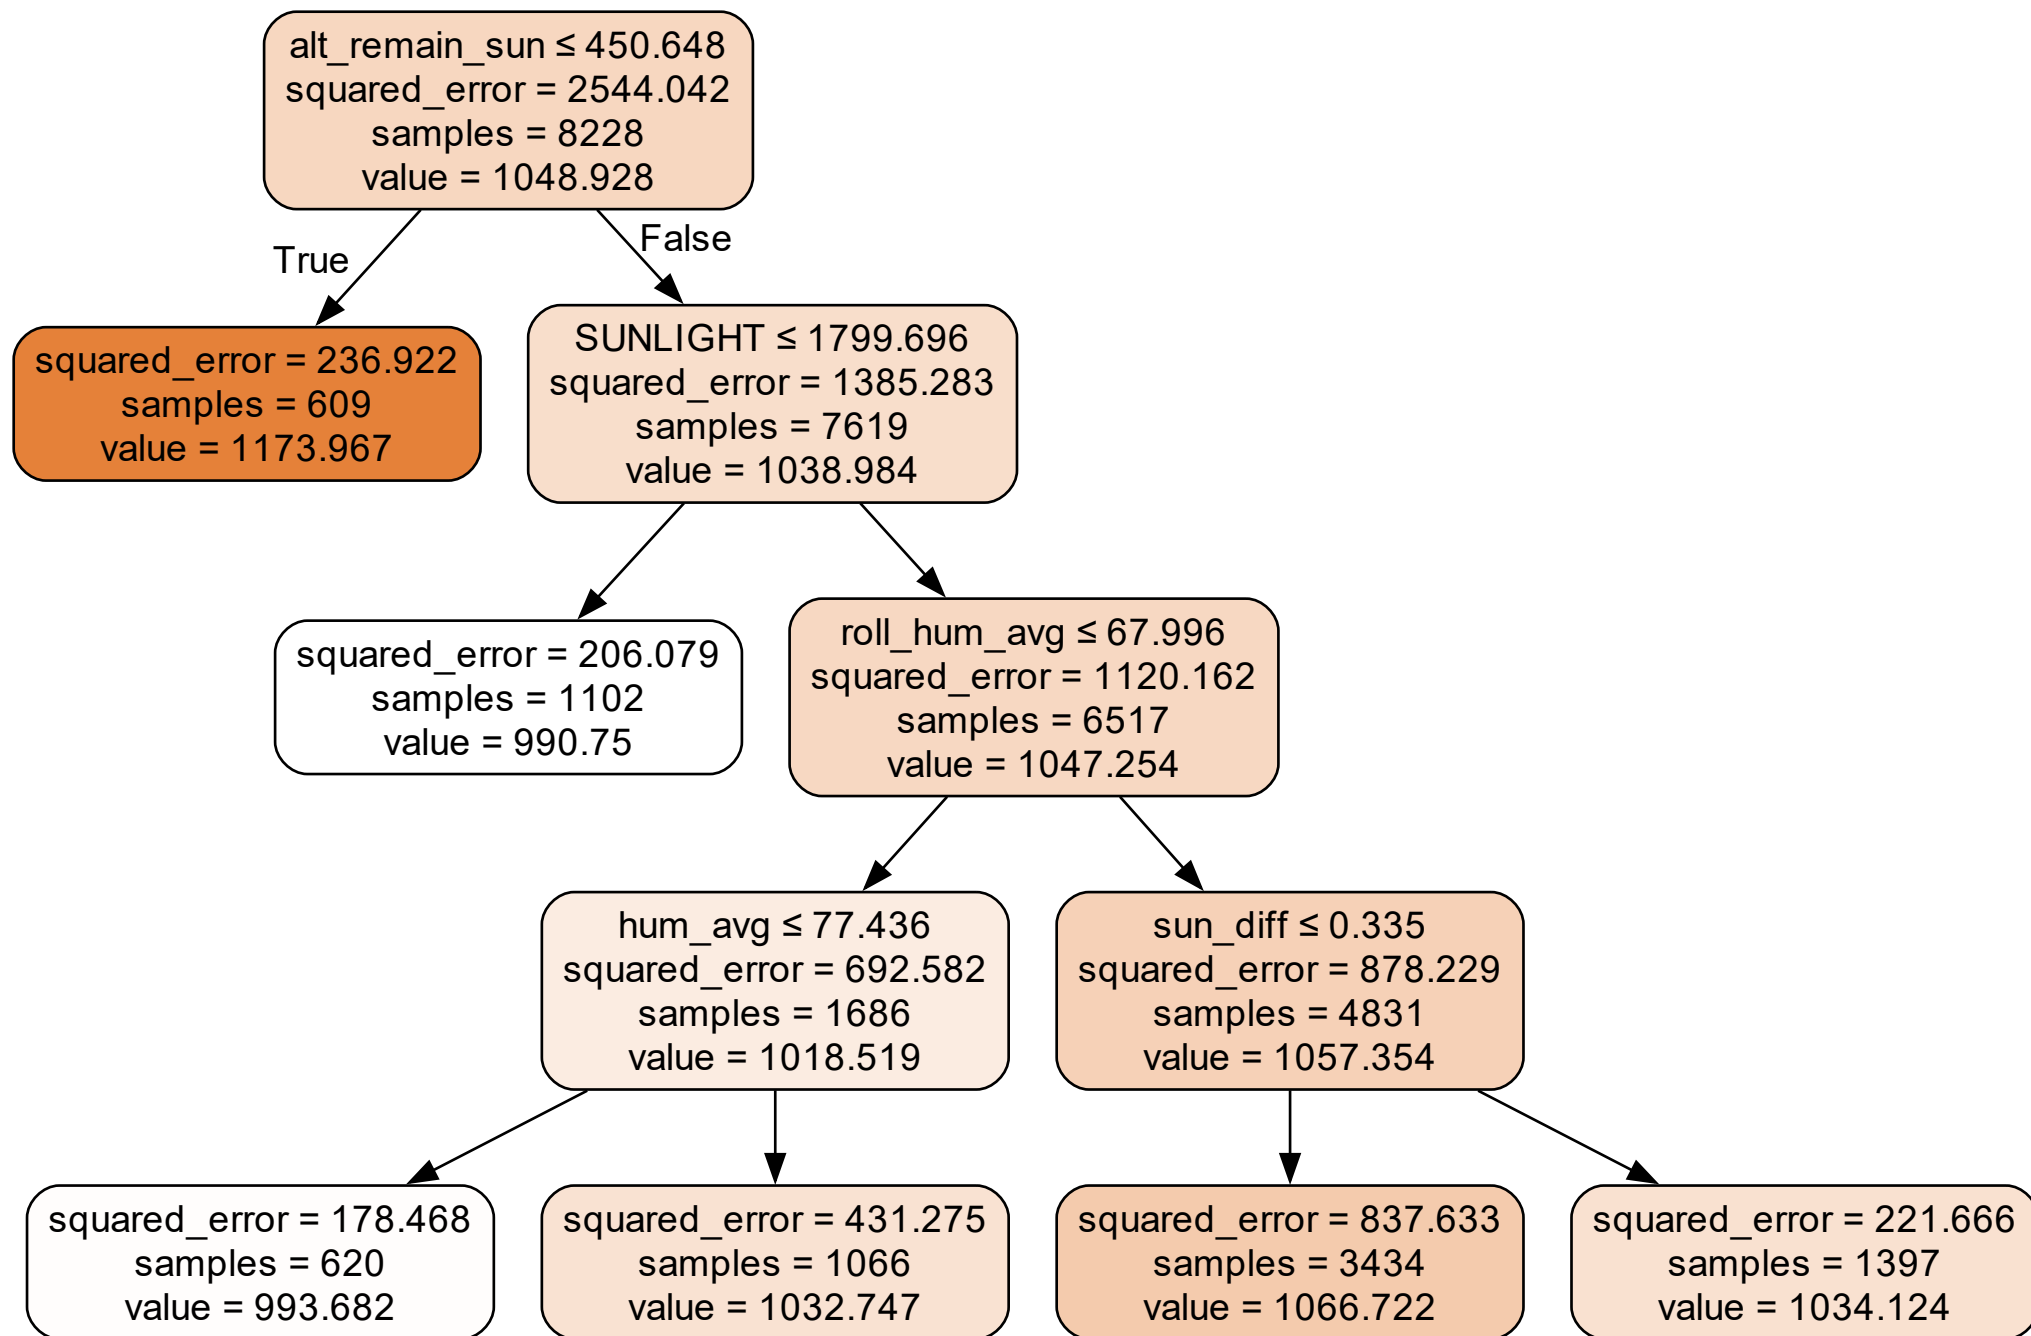 alt_remain_sun ≤ 450.648
squared_error = 2544.042
samples = 8228
value = 1048.928
True
False
squared_error = 236.922
samples = 609
value = 1173.967
SUNLIGHT ≤ 1799.696
squared_error = 1385.283
samples = 7619
value = 1038.984
squared_error = 206.079
samples = 1102
value = 990.75
roll_hum_avg ≤ 67.996
squared_error = 1120.162
samples = 6517
value = 1047.254
hum_avg ≤ 77.436
squared_error = 692.582
samples = 1686
value = 1018.519
sun_diff ≤ 0.335
squared_error = 878.229
samples = 4831
value = 1057.354
squared_error = 178.468
samples = 620
value = 993.682
squared_error = 431.275
samples = 1066
value = 1032.747
squared_error = 837.633
samples = 3434
value = 1066.722
squared_error = 221.666
samples = 1397
value = 1034.124